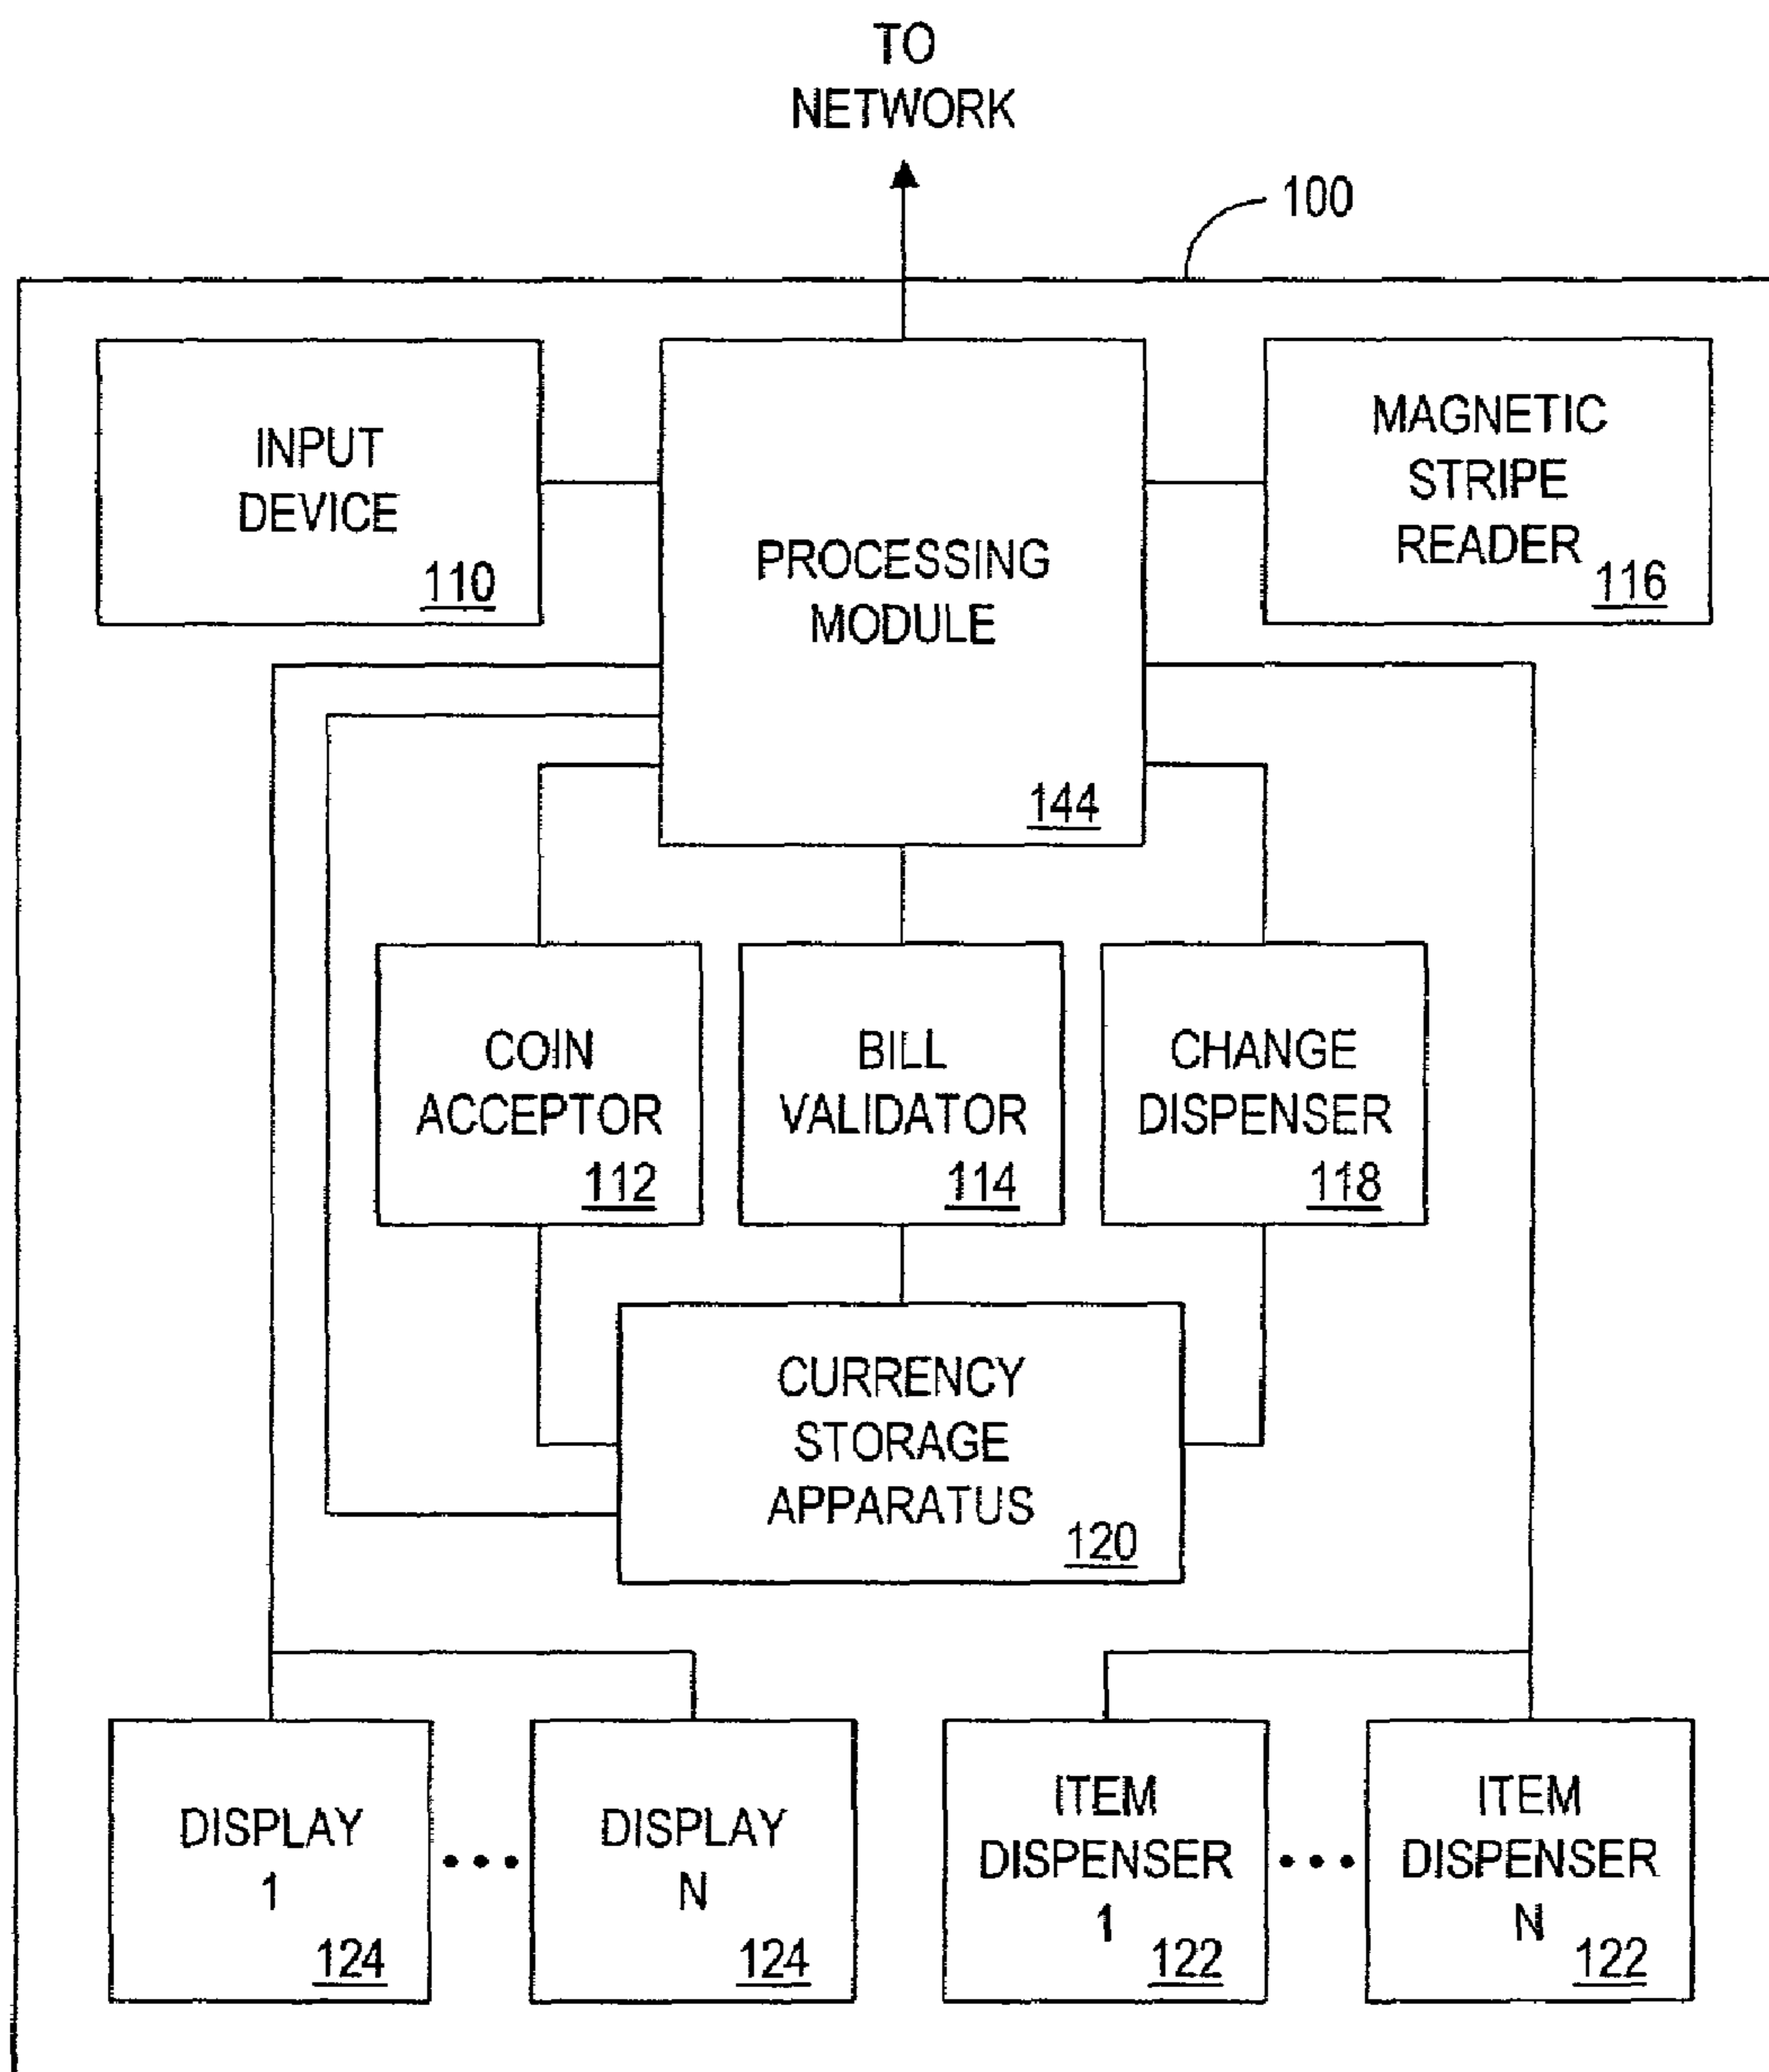 TO
NETWORK
100
INPUT
DEVICE
110
PROCESSING
MODULE
144
MAGNETIC
STRIPE
READER
116
COIN
ACCEPTOR
112
BILL
VALIDATOR
114
CHANGE
DISPENSER
118
CURRENCY
STORAGE
APPARATUS
120
DISPLAY
1
124
DISPLAY
N
124
ITEM
DISPENSER
1
122
ITEM
DISPENSER
N
122